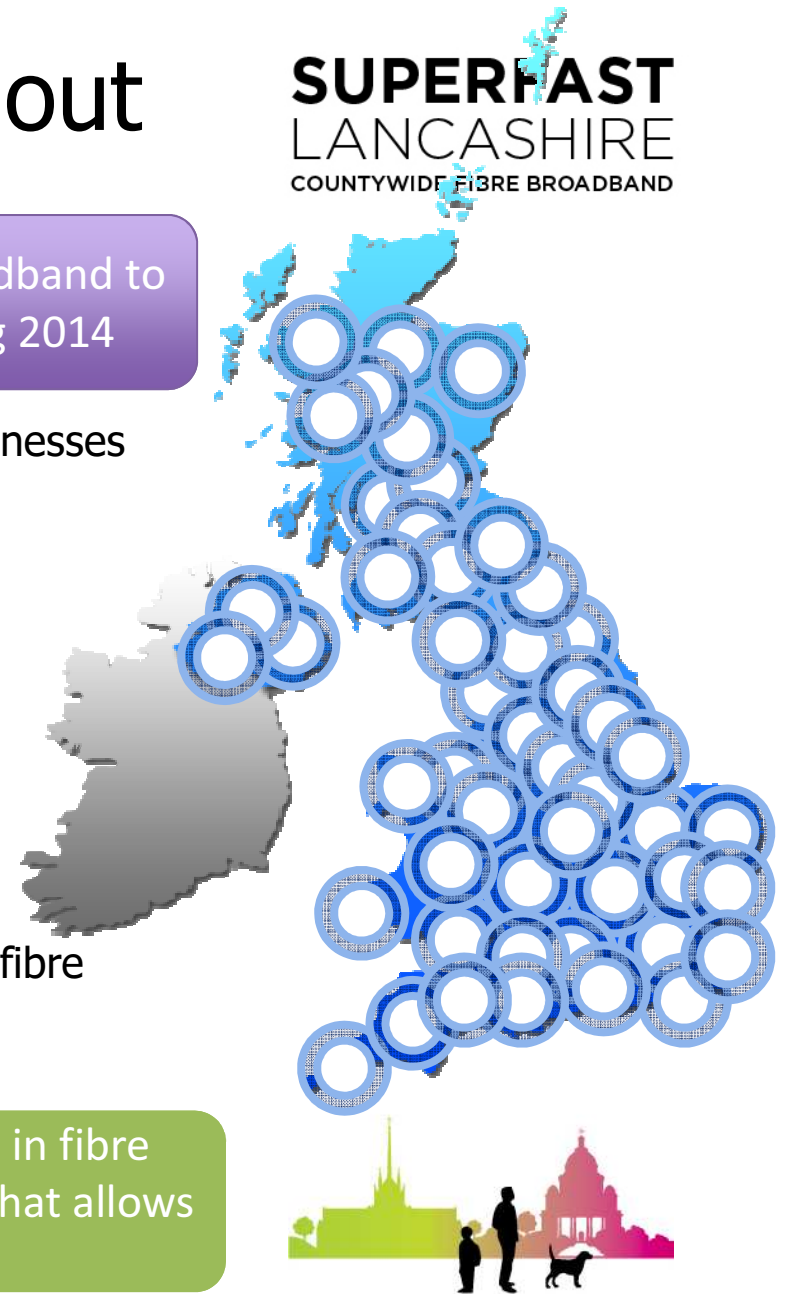 out
SUPERFAST
LANCASHIRE
COUNTYWIDE FIBRE BROADBAND
dband to
g 2014
nesses
fibre
in fibre
hat allows